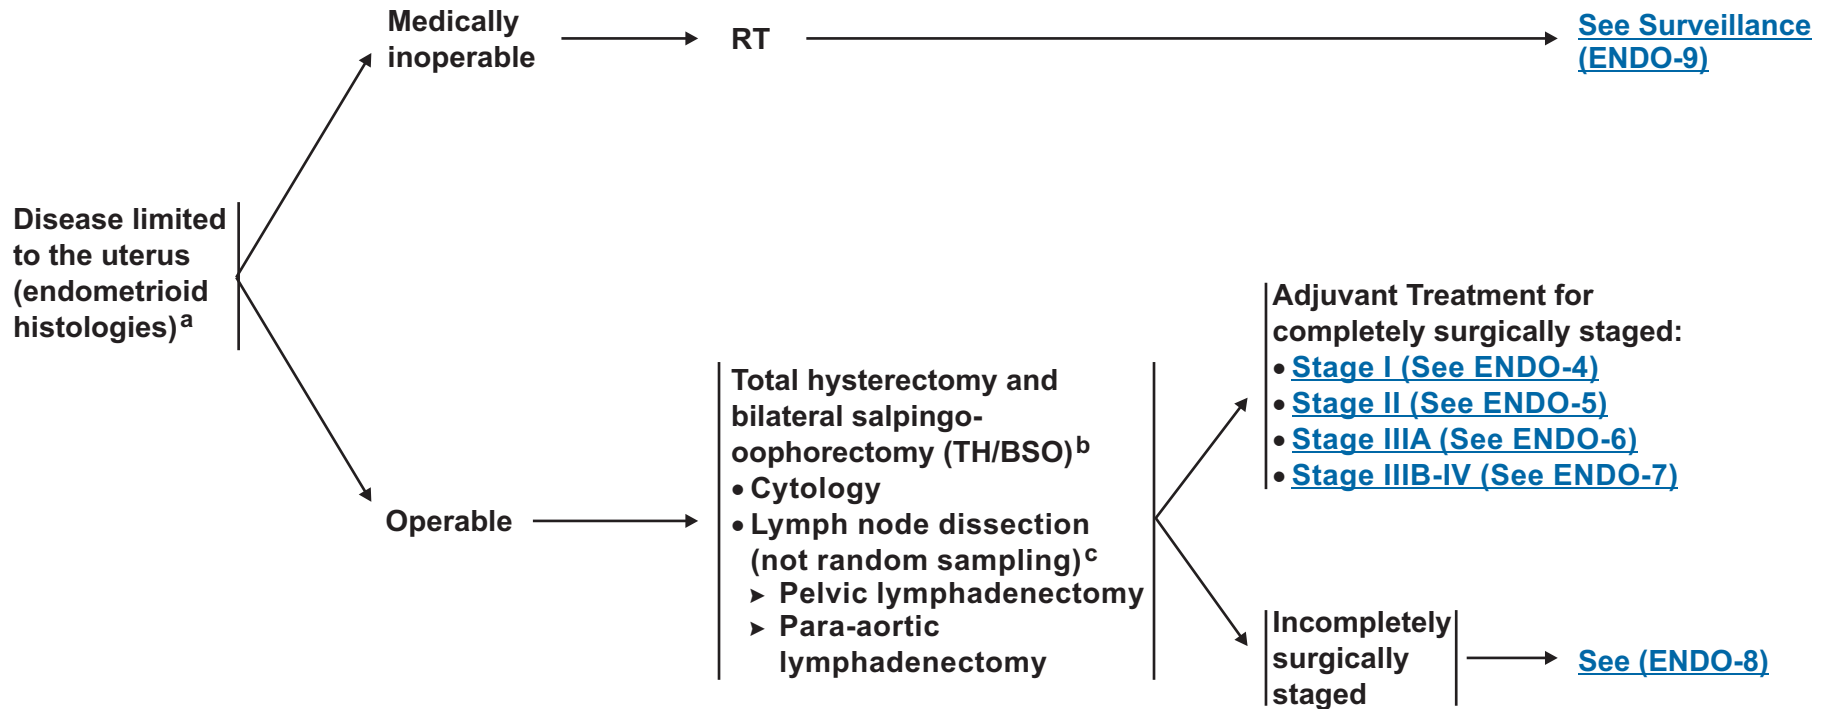 Medically
inoperable
RT
See Surveillance
(ENDO-9)
Disease limited
to the uterus
(endometrioid
histologies)a
Operable
Total hysterectomy and
bilateral salpingo-
oophorectomy (TH/BSO)b
• Cytology
• Lymph node dissection
(not random sampling)c
➤ Pelvic lymphadenectomy
➤ Para-aortic
lymphadenectomy
Adjuvant Treatment for
completely surgically staged:
• Stage I (See ENDO-4)
• Stage II (See ENDO-5)
• Stage IIIA (See ENDO-6)
• Stage IIIB-IV (See ENDO-7)
Incompletely
surgically
staged
See (ENDO-8)